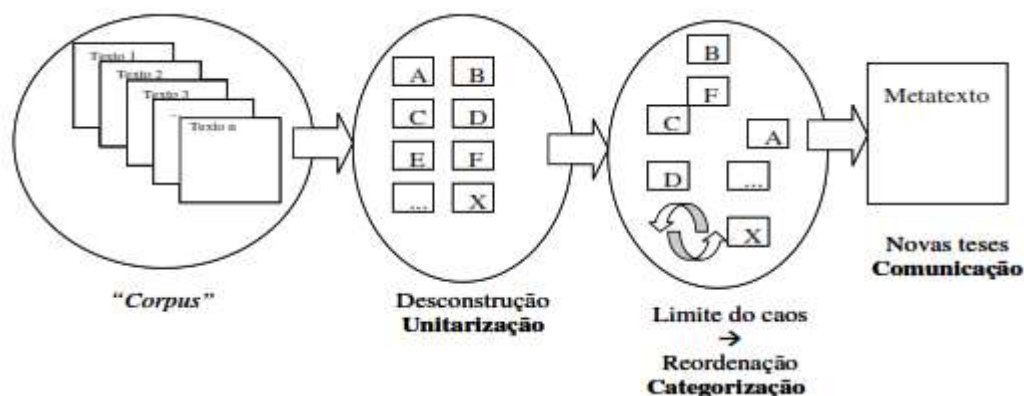 Texto 1
Texto 2
Texto 3
...
Texto n
“Corpus”
A B
C D
E F
... X
Desconstrução
Unitarização
B
F
C
A
D
...
X
Limite do caos
→
Reordenação
Categorização
Metatexto
Novas teses
Comunicação